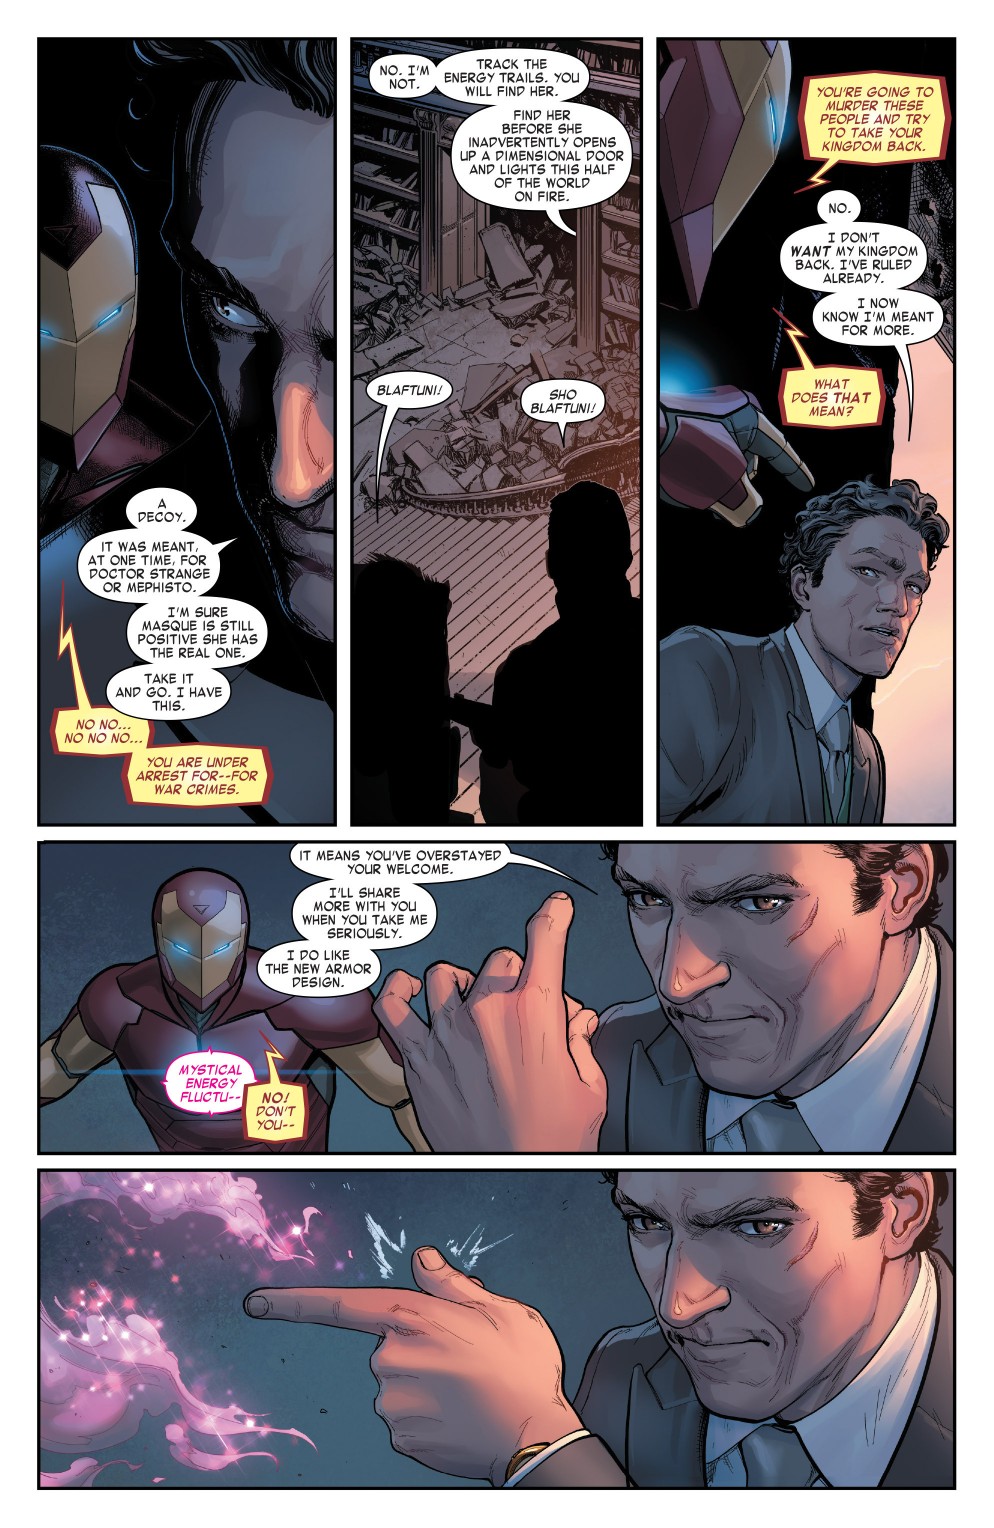 A
DECOY.
IT WAS MEANT,
AT ONE TIME, FOR
DOCTOR STRANGE
OR MEPHISTO.
I'M SURE
MASQUE IS STILL
POSITIVE SHE HAS
THE REAL ONE.
TAKE IT
AND GO. I HAVE
THIS.
NO NO...
NO NO NO...
YOU ARE UNDER
ARREST FOR--FOR
WAR CRIMES.
NO. I'M
NOT.
TRACK THE
ENERGY TRAILS. YOU
WILL FIND HER.
FIND HER
BEFORE SHE
INADVERTENTLY OPENS
UP A DIMENSIONAL DOOR
AND LIGHTS THIS HALF
OF THE WORLD
ON FIRE.
BLAFTUNI!
SHO
BLAFTUNI!
YOU'RE GOING TO
MURDER THESE
PEOPLE AND TRY
TO TAKE YOUR
KINGDOM BACK.
NO.
I DON'T
WANT MY KINGDOM
BACK. I'VE RULED
ALREADY.
I NOW
KNOW I'M MEANT
FOR MORE.
WHAT
DOES THAT
MEAN?
IT MEANS YOU'VE OVERSTAYED
YOUR WELCOME.
I'LL SHARE
MORE WITH YOU
WHEN YOU TAKE ME
SERIOUSLY.
I DO LIKE
THE NEW ARMOR
DESIGN.
MYSTICAL
ENERGY
FLUCTU--
NO!
DON'T
YOU--